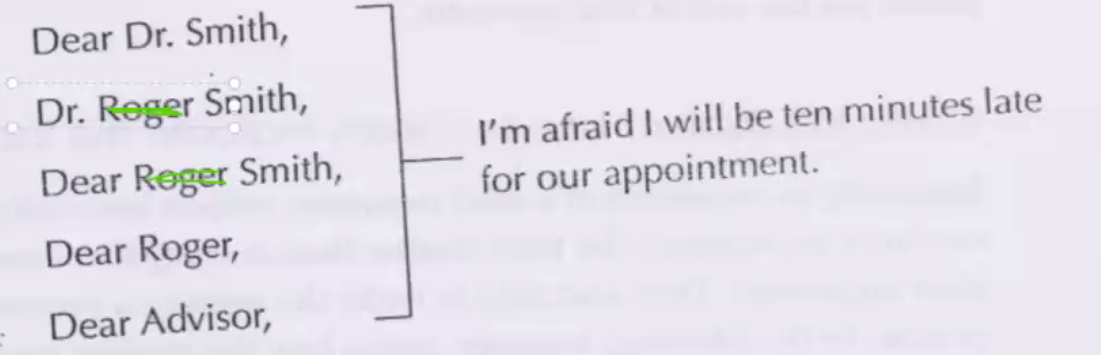 Dear Dr. Smith,
Dr. Roger Smith,
Dear Roger Smith,
Dear Roger,
Dear Advisor,
I'm afraid I will be ten minutes late
for our appointment.